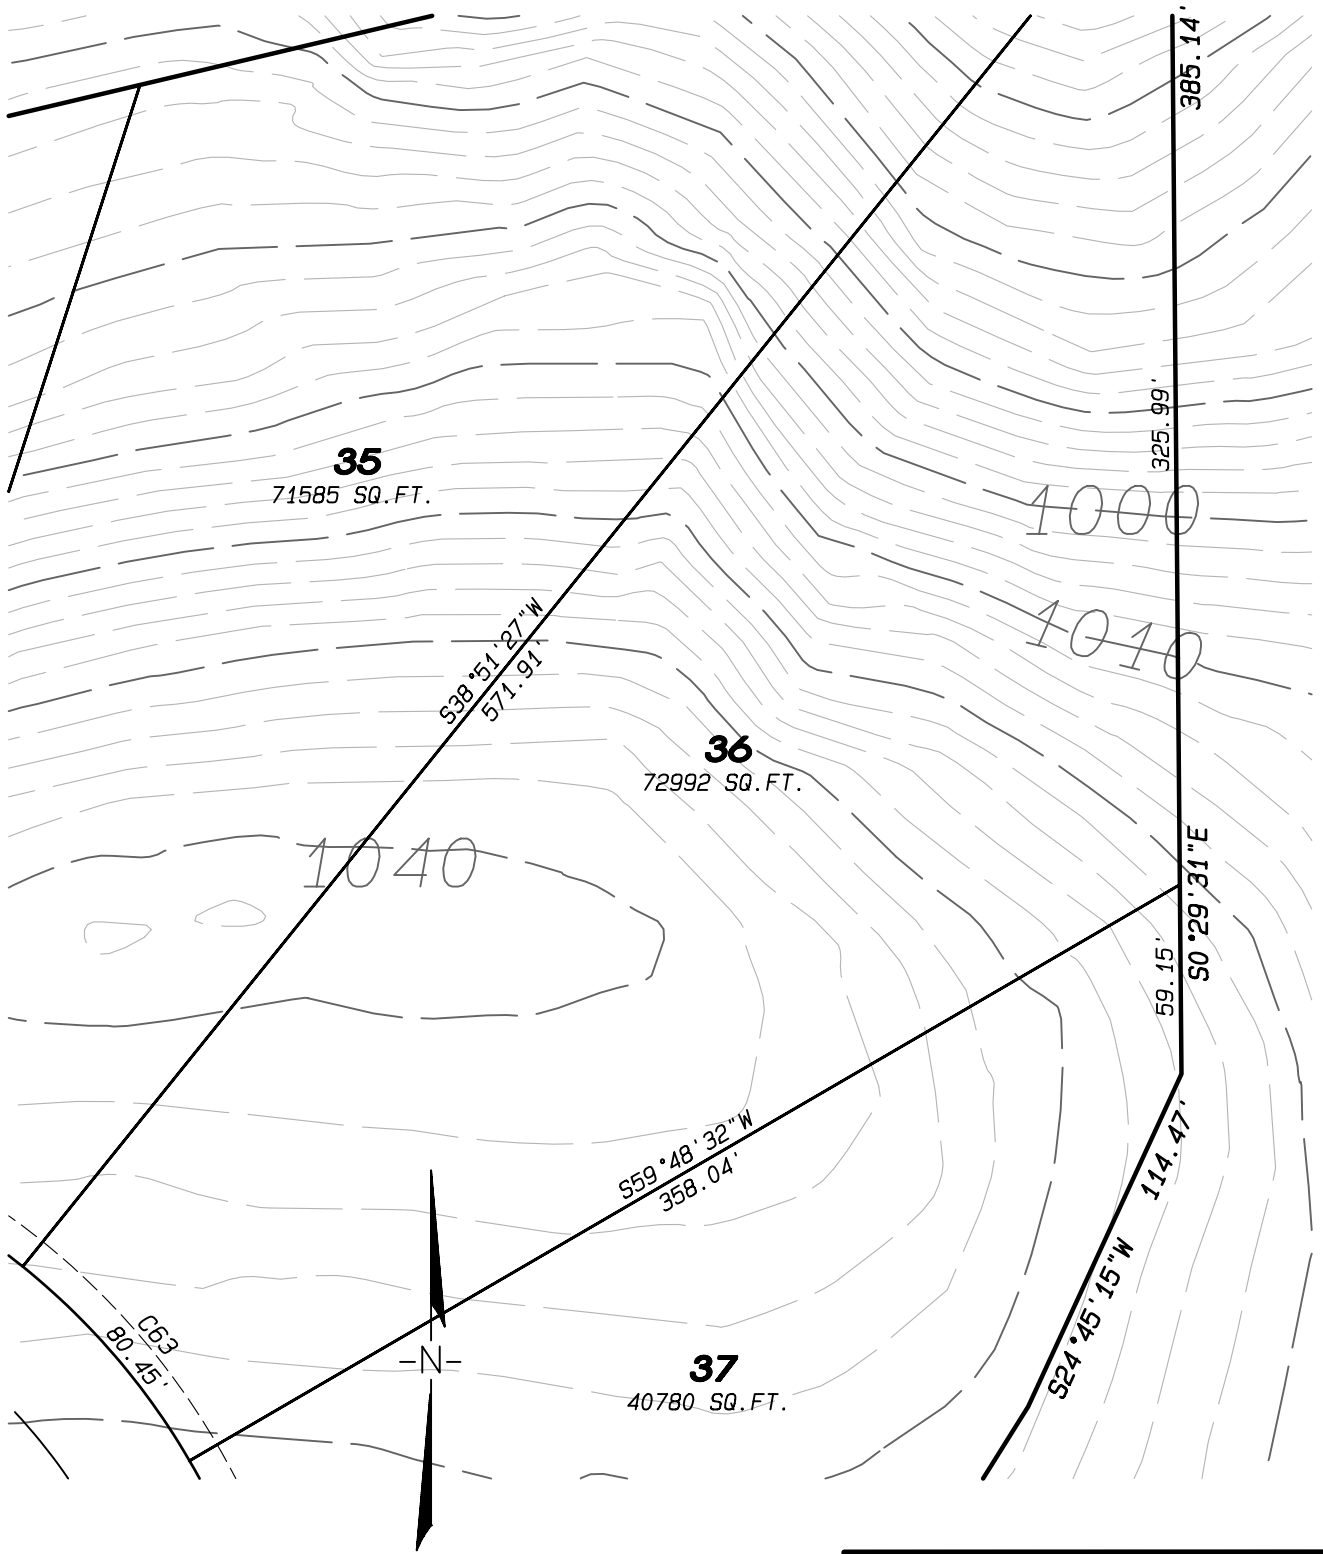 385.14'
325.99'
35
71585 SQ.FT.
1000
1010
S38°51'27"W
571.91'
36
72992 SQ.FT.
1040
S0°29'31"E
59.15'
114.47'
S59°48'32"W
358.04'
S24°45'15"W
C63
80.45'
-N-
37
40780 SQ.FT.